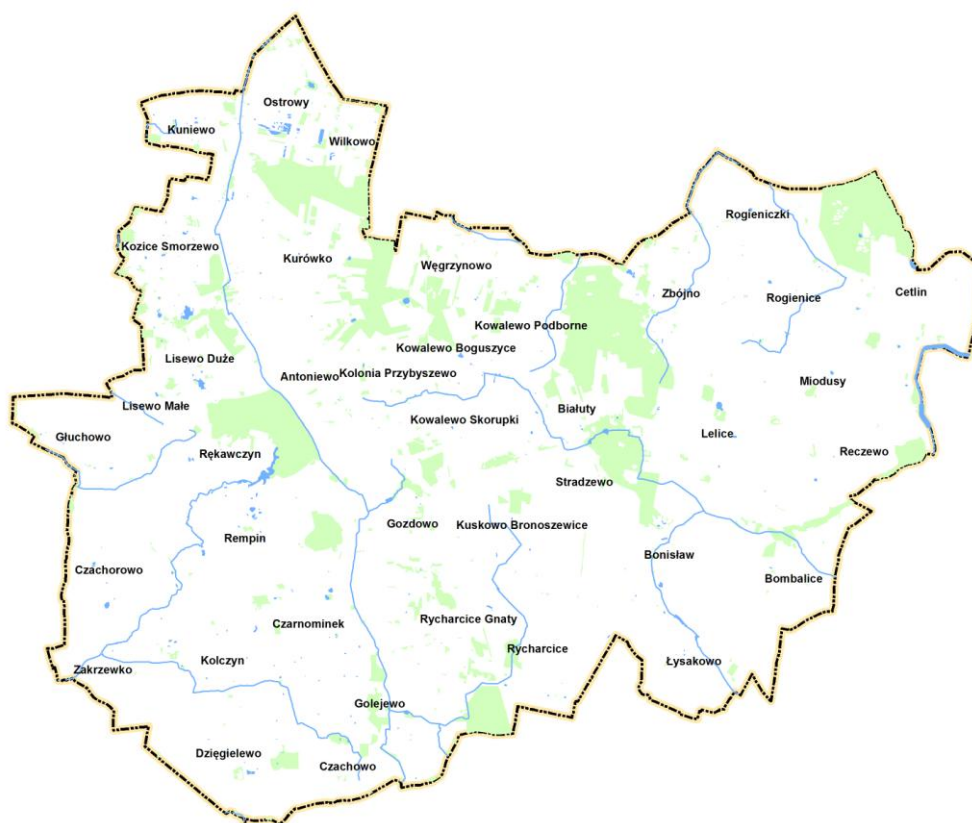 Ostrowy
Kuniewo
Wilkowo
Rogieniczki
Kozice Smorzewo
Kurówko
Węgrzynowo
Zbójno
Rogienice
Cetlin
Kowalewo Podborne
Kowalewo Boguszyce
Lisewo Duże
Antoniewo
Kolonia Przybyszewo
Miodusy
Lisewo Małe
Kowalewo Skorupki
Białuty
Głuchowo
Lelice
Rękawczyn
Reczewo
Stradzewo
Gozdowo
Kuskowo Bronoszewice
Rempin
Bonisław
Czachorowo
Bombalice
Czarnominek
Rycharcice Gnaty
Rycharcice
Kolczyn
Łysakowo
Zakrzewko
Golejewo
Dzięgielewo
Czachowo